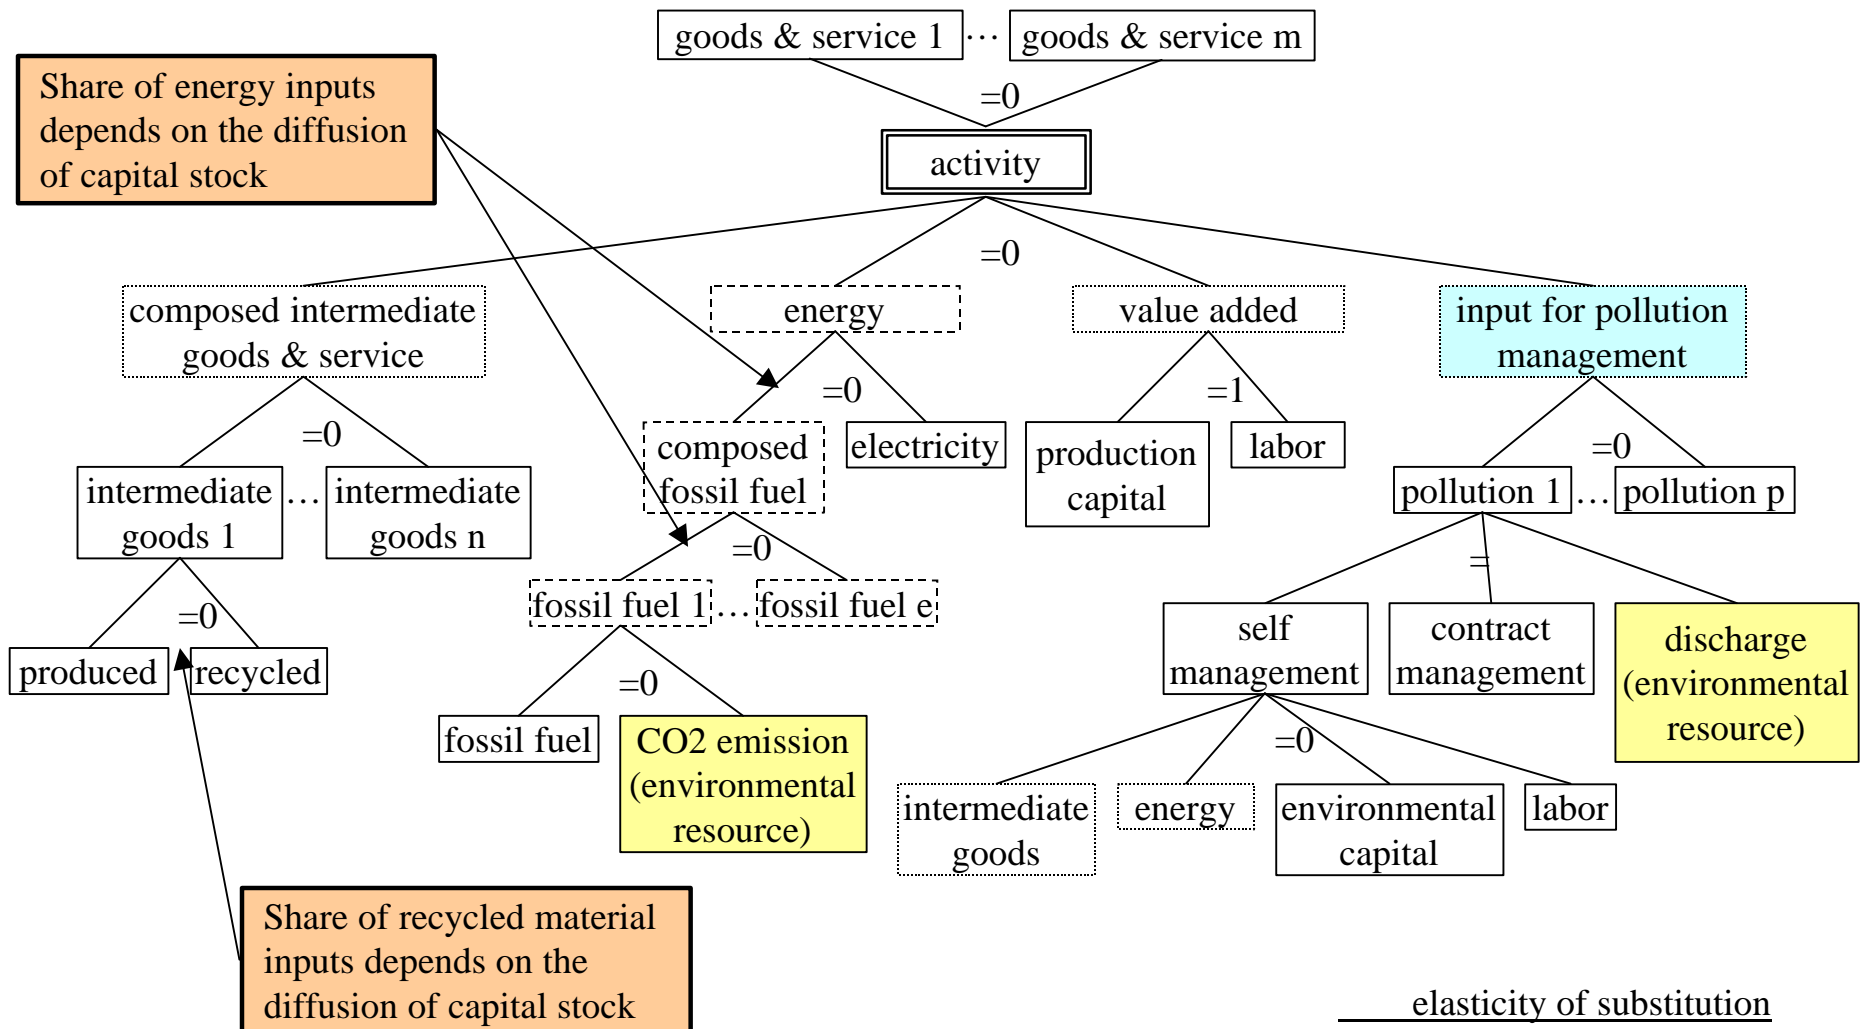 goods & service 1 … goods & service m
=0
activity
Share of energy inputs
depends on the diffusion
of capital stock
=0
composed intermediate
goods & service
energy
value added
input for pollution
management
=0
=0
=1
=0
intermediate
goods 1
…
intermediate
goods n
composed
fossil fuel
electricity
production
capital
labor
pollution 1 … pollution p
=0
=0
=
produced
recycled
fossil fuel 1 … fossil fuel e
self
management
contract
management
discharge
(environmental
resource)
=0
=0
fossil fuel
CO2 emission
(environmental
resource)
intermediate
goods
energy
environmental
capital
labor
Share of recycled material
inputs depends on the
diffusion of capital stock
elasticity of substitution